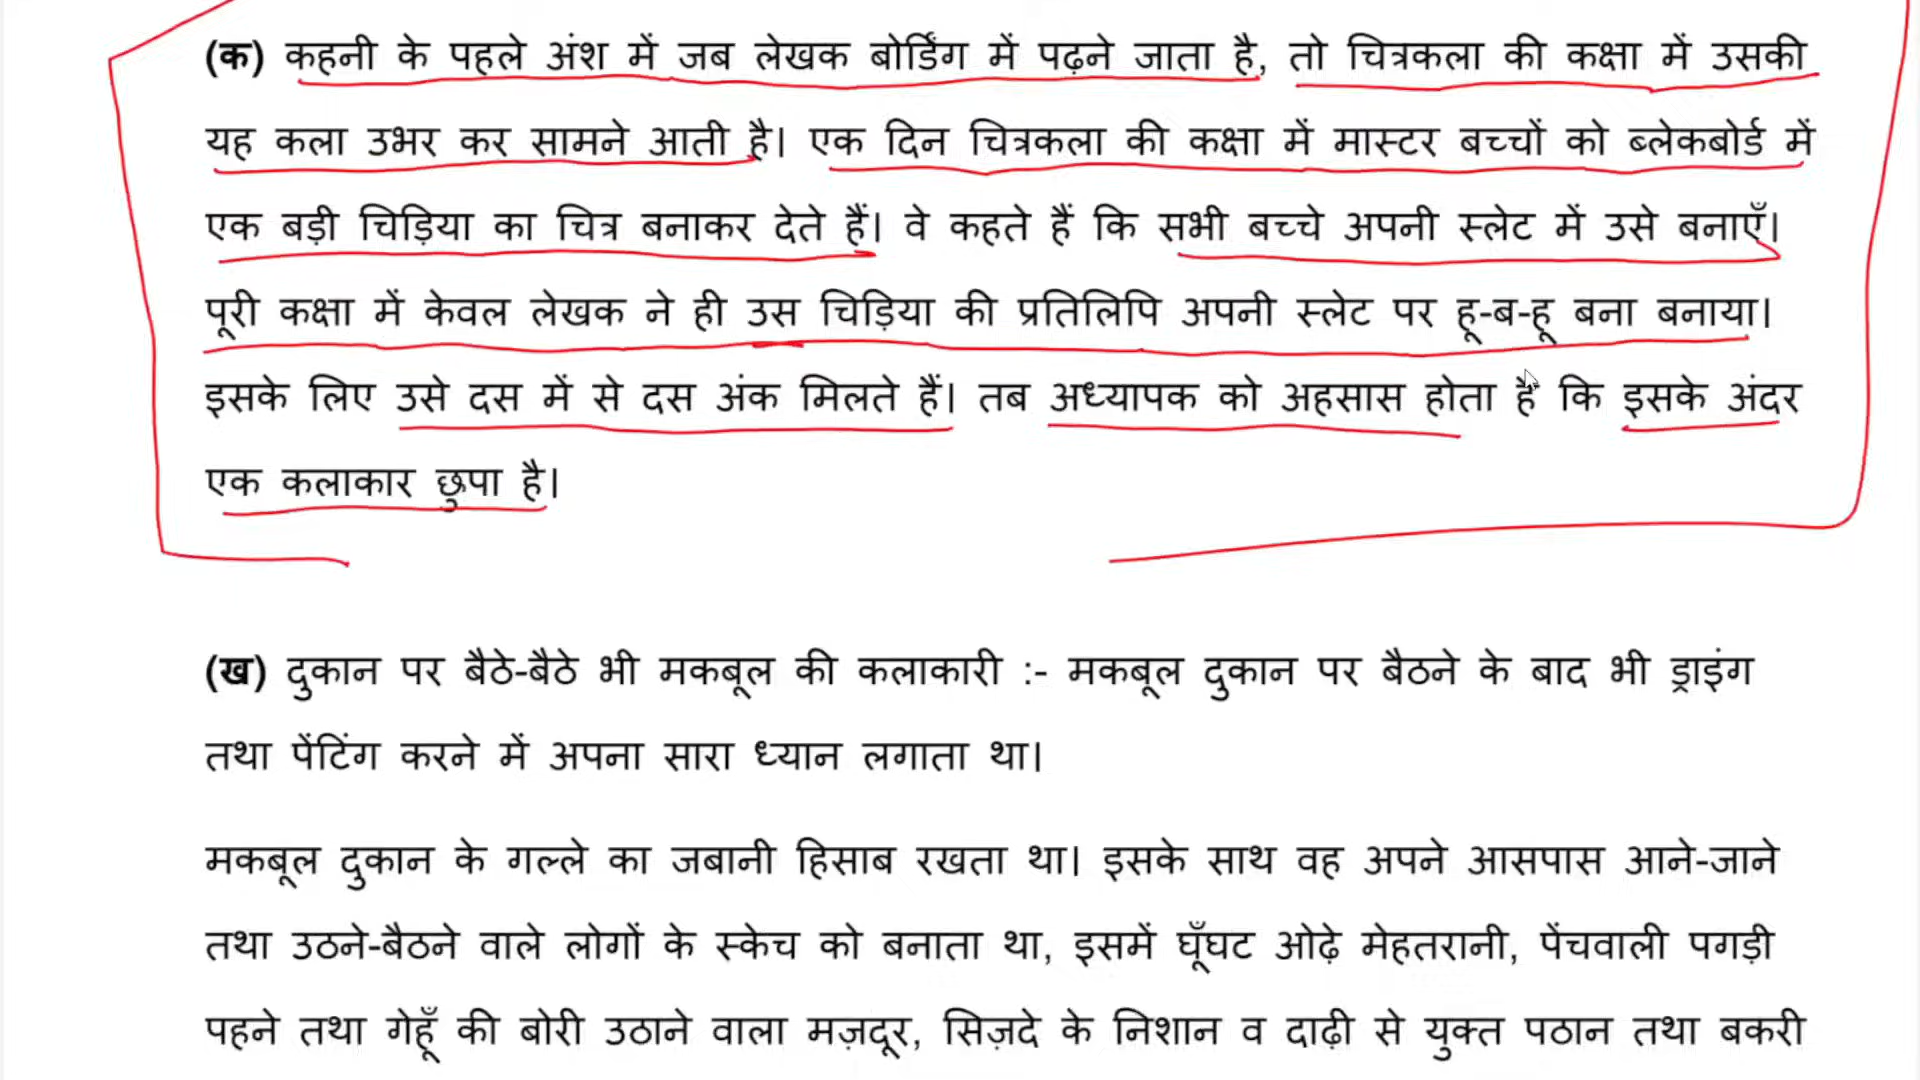 (क) कहनी के पहले अंश में जब लेखक बोर्डिंग में पढ़ने जाता है, तो चित्रकला की कक्षा में उसकी
यह कला उभर कर सामने आती है। एक दिन चित्रकला की कक्षा में मास्टर बच्चों को ब्लेकबोर्ड में
एक बड़ी चिड़िया का चित्र बनाकर देते हैं। वे कहते हैं कि सभी बच्चे अपनी स्लेट में उसे बनाएँ।
पूरी कक्षा में केवल लेखक ने ही उस चिड़िया की प्रतिलिपि अपनी स्लेट पर हू-ब-हू बना बनाया।
इसके लिए उसे दस में से दस अंक मिलते हैं। तब अध्यापक को अहसास होता है कि इसके अंदर
एक कलाकार छुपा है।
(ख) दुकान पर बैठे-बैठे भी मकबूल की कलाकारी :- मकबूल दुकान पर बैठने के बाद भी ड्राइंग
तथा पेंटिंग करने में अपना सारा ध्यान लगाता था।
मकबूल दुकान के गल्ले का जबानी हिसाब रखता था। इसके साथ वह अपने आसपास आने-जाने
तथा उठने-बैठने वाले लोगों के स्केच को बनाता था, इसमें घूँघट ओढ़े मेहतरानी, पेंचवाली पगड़ी
पहने तथा गेहूँ की बोरी उठाने वाला मज़दूर, सिज़दे के निशान व दाढ़ी से युक्त पठान तथा बकरी